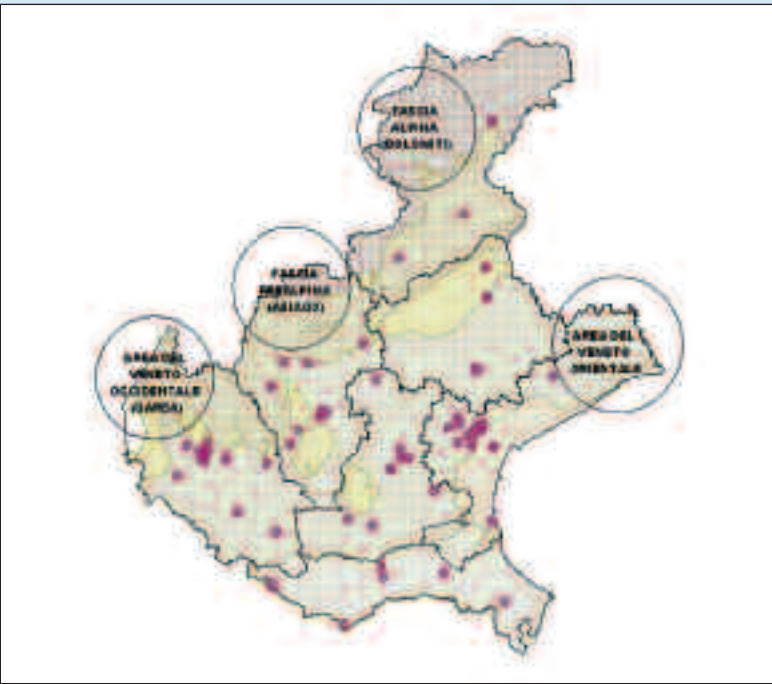 FASCIA
ALPINA
(DOLOMITI)
FASCIA
PREALPINA
(ASIAGO)
AREA DEL
VENETO
OCCIDENTALE
(GARDA)
AREA DEL
VENETO
ORIENTALE